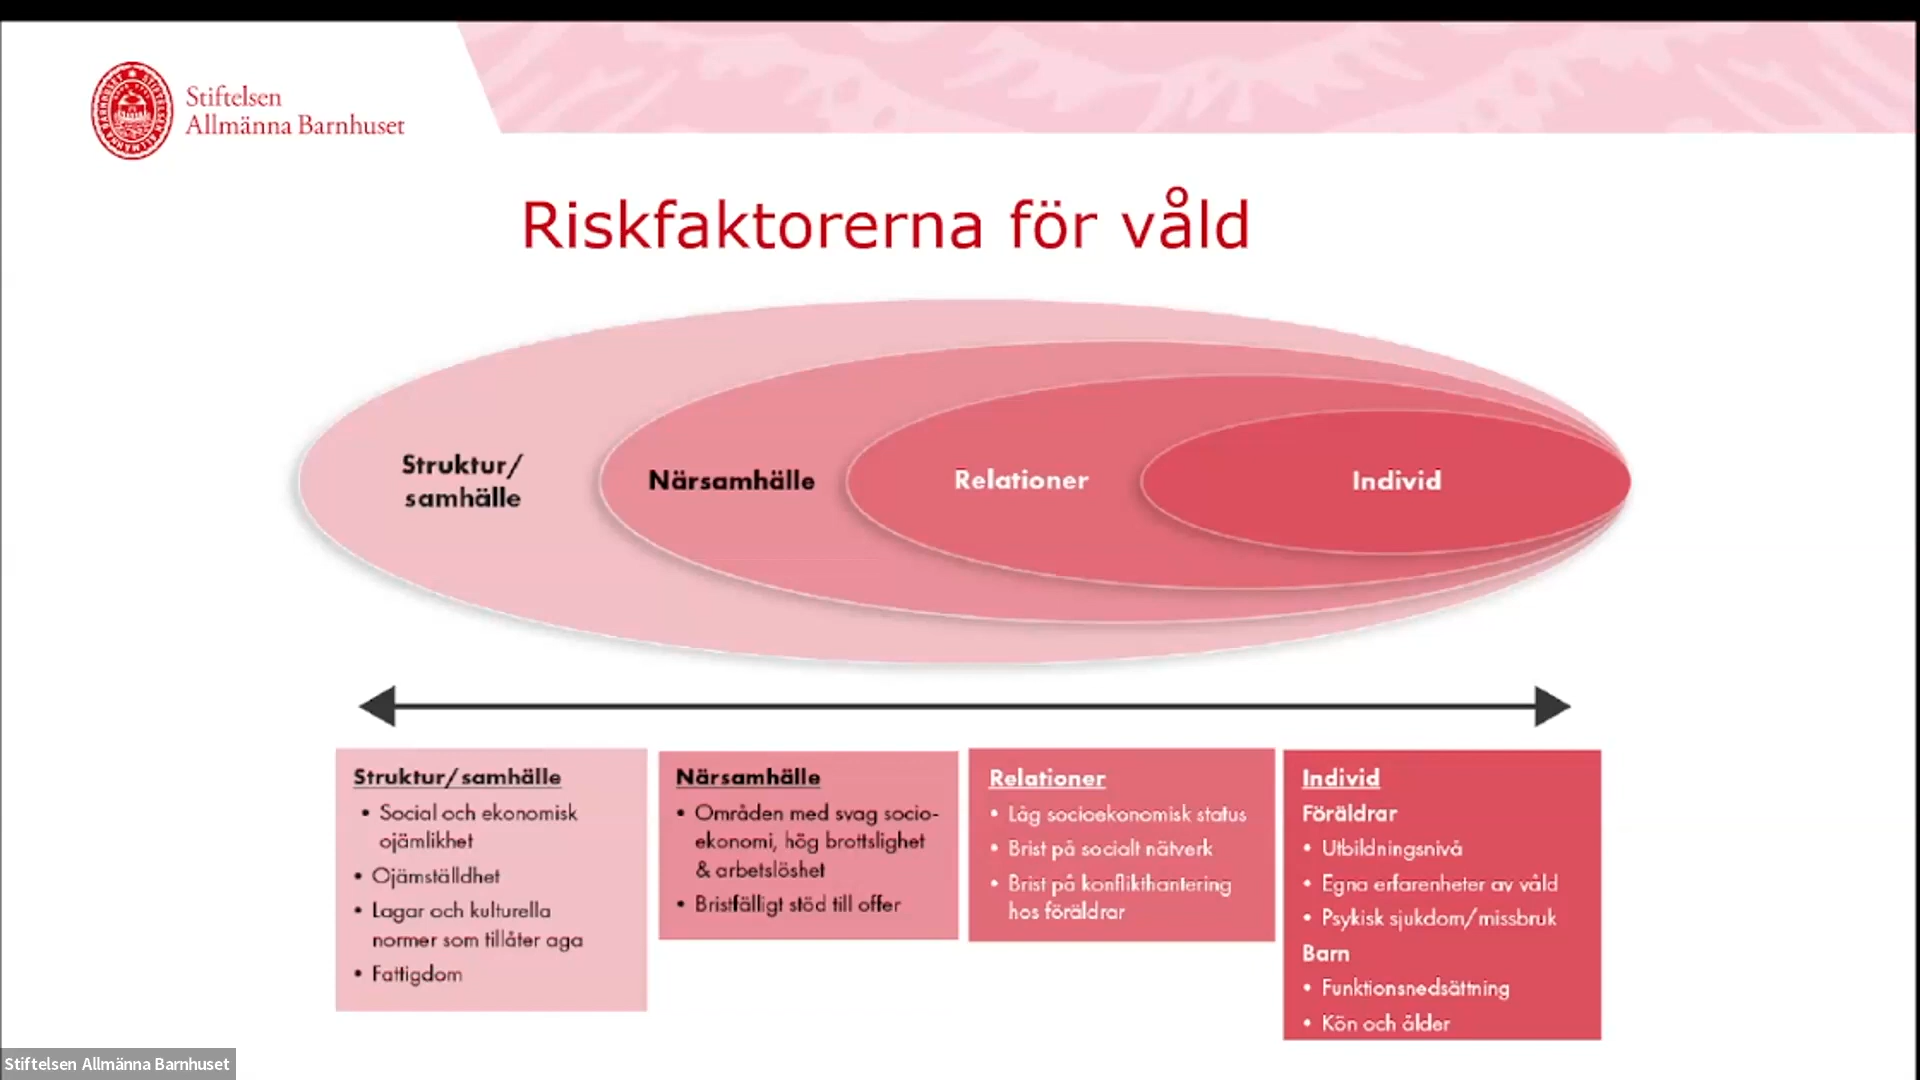 Stiftelsen
Allmänna Barnhuset
Riskfaktorerna för våld
Struktur/
samhälle
Närsamhälle
Relationer
Individ
Struktur/samhälle
• Social och ekonomisk
ojämlikhet
• Ojämställdhet
• Lagar och kulturella
normer som tillåter aga
• Fattigdom
Närsamhälle
• Områden med svag socio-
ekonomi, hög brottslighet
& arbetslöshet
• Bristfälligt stöd till offer
Relationer
• Låg socioekonomisk status
• Brist på socialt nätverk
• Brist på konflikthantering
hos föräldrar
Individ
Föräldrar
• Utbildningsnivå
• Egna erfarenheter av våld
• Psykisk sjukdom/missbruk
Barn
• Funktionsnedsättning
• Kön och ålder
Stiftelsen Allmänna Barnhuset